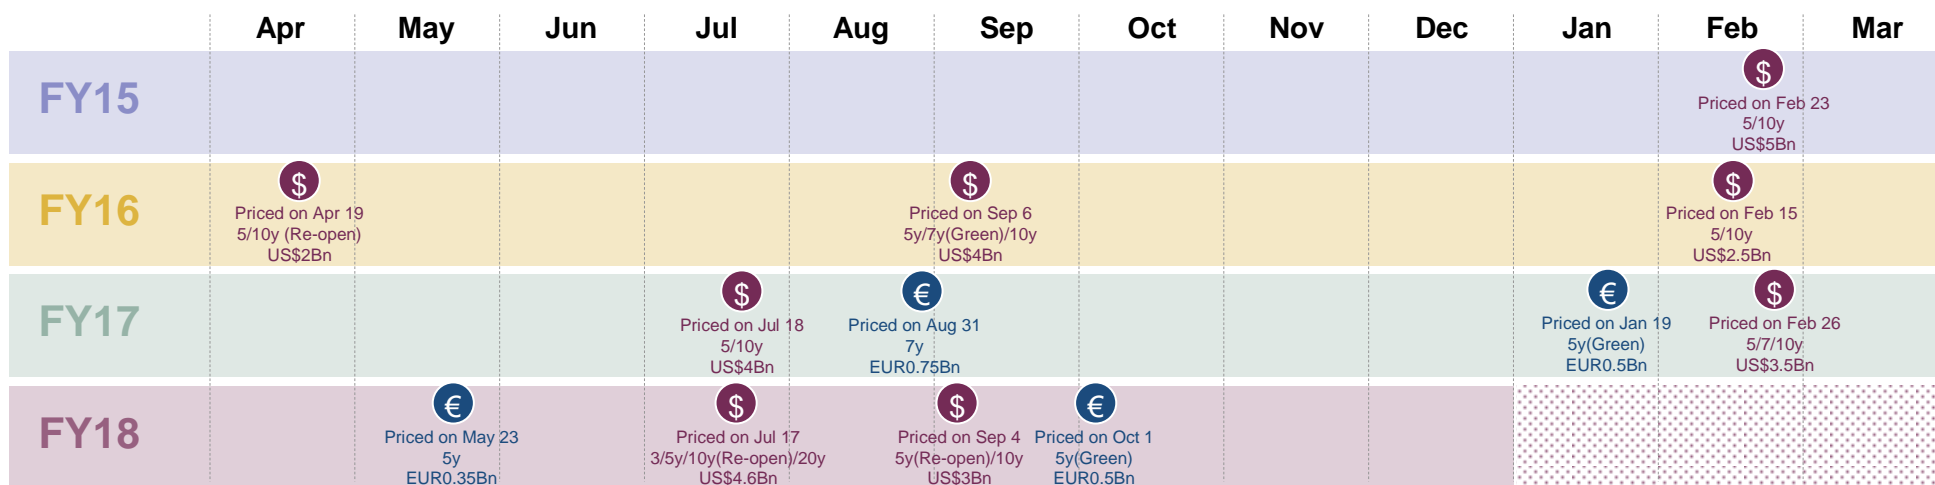 Apr May Jun Jul Aug Sep Oct Nov Dec Jan Feb Mar
FY15
$
Priced on Feb 23
5/10y
US$5Bn
FY16
$
Priced on Apr 19
5/10y (Re-open)
US$2Bn
$
Priced on Sep 6
5y/7y(Green)/10y
US$4Bn
$
Priced on Feb 15
5/10y
US$2.5Bn
FY17
$
Priced on Jul 18
5/10y
US$4Bn
€
Priced on Aug 31
7y
EUR0.75Bn
€
Priced on Jan 19
5y(Green)
EUR0.5Bn
$
Priced on Feb 26
5/7/10y
US$3.5Bn
FY18
€
Priced on May 23
5y
EUR0.35Bn
$
Priced on Jul 17
3/5y/10y(Re-open)/20y
US$4.6Bn
$
Priced on Sep 4
5y(Re-open)/10y
US$3Bn
€
Priced on Oct 1
5y(Green)
EUR0.5Bn